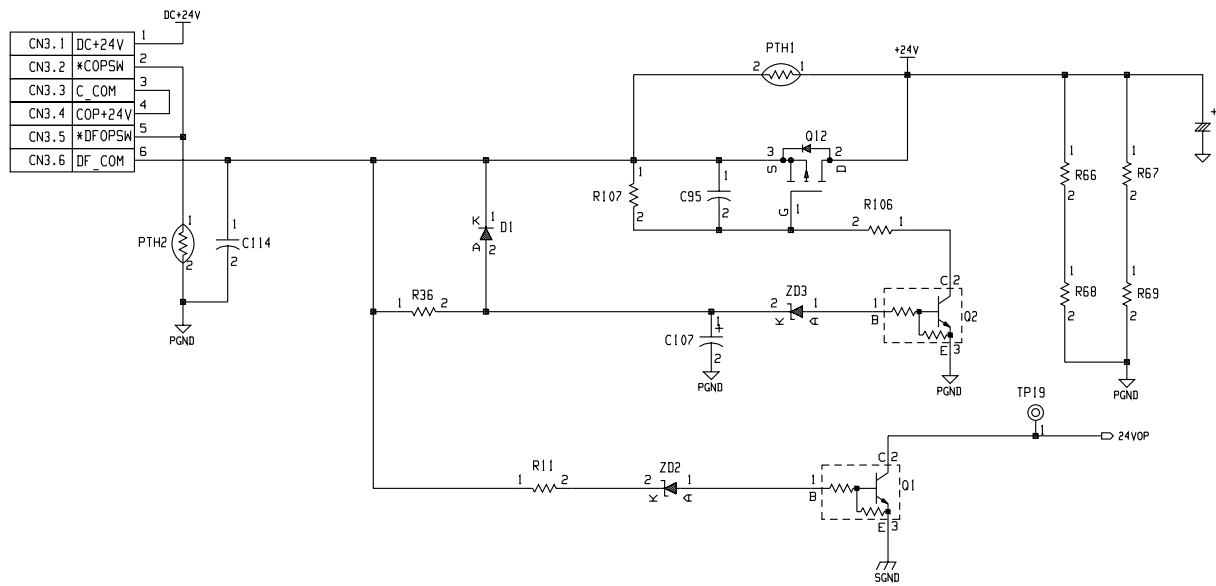 DC+24V
CN3.1 DC+24V 1
CN3.2 *COPSW 2
CN3.3 C_COM 3
CN3.4 COP+24V 4
CN3.5 *DFOPSW 5
CN3.6 DF_COM 6
PTH1
2 1
+24V
+
Q12
3 2
S D
G 1
1
R107
2
1
C95
2
R106
2 1
1
R66
2
1
R67
2
1
R68
2
1
R69
2
PGND
1
PTH2
2
PGND
1
C114
2
K 1
D1
A 2
R36
1 2
1
+
C107
2
PGND
ZD3
2 1
K A
1
B
C 2
Q2
E 3
PGND
TP19
1
24VOP
R11
1 2
ZD2
2 1
K A
1
B
C 2
Q1
E 3
SGND